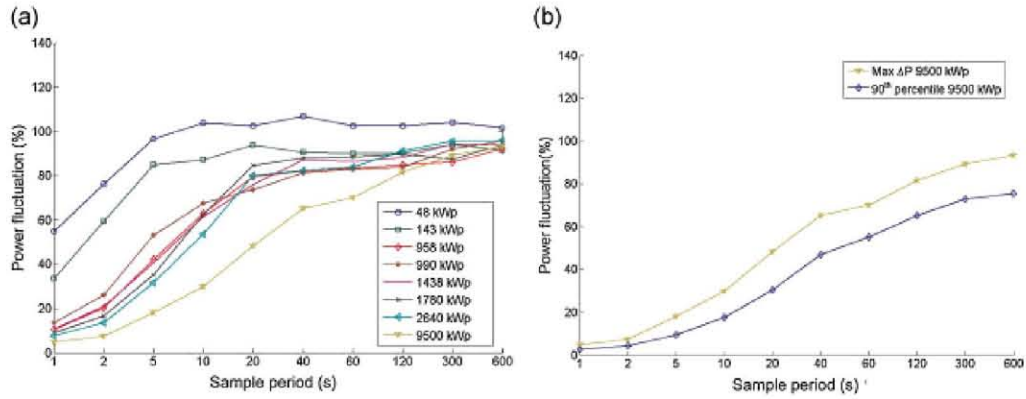 (a)
Power fluctuation (%)
140
120
100
80
60
40
20
0
1 2 5 10 20 40 60 120 300 600
Sample period (s)
48 kWp
143 kWp
958 kWp
990 kWp
1438 kWp
1780 kWp
2640 kWp
9500 kWp
(b)
Power fluctuation(%)
140
120
100
80
60
40
20
0
1 2 5 10 20 40 60 120 300 600
Sample period (s)
Max ΔP 9500 kWp
90th percentile 9500 kWp